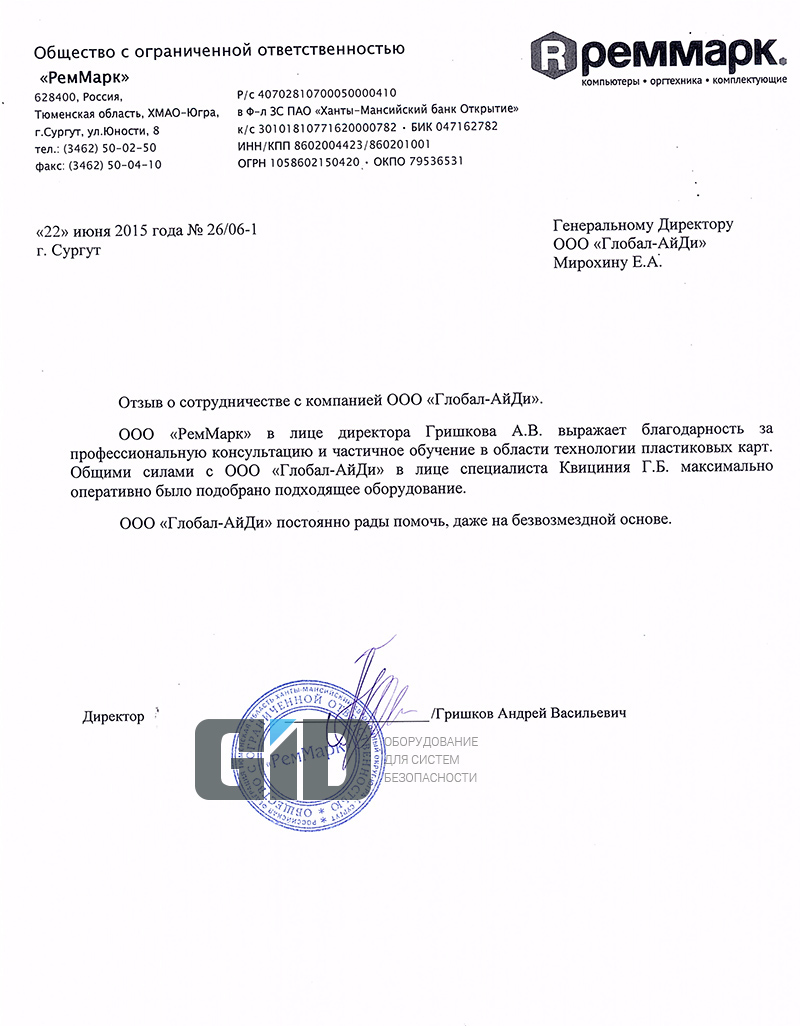 Общество с ограниченной ответственностью
«РемМарк»
628400, Россия,
Тюменская область, ХМАО-Югра,
г.Сургут, ул.Юности, 8
тел.: (3462) 50-02-50
факс: (3462) 50-04-10
Р/с 40702810700050000410
в Ф-л ЗС ПАО «Ханты-Мансийский банк Открытие»
к/с 30101810771620000782 • БИК 047162782
ИНН/КПП 8602004423/860201001
ОГРН 1058602150420 • ОКПО 79536531
R реммарк.
компьютеры • оргтехника • комплектующие
«22» июня 2015 года № 26/06-1
г. Сургут
Генеральному Директору
ООО «Глобал-АйДи»
Мирохину Е.А.
Отзыв о сотрудничестве с компанией ООО «Глобал-АйДи».
ООО «РемМарк» в лице директора Гришкова А.В. выражает благодарность за
профессиональную консультацию и частичное обучение в области технологии пластиковых карт.
Общими силами с ООО «Глобал-АйДи» в лице специалиста Квициния Г.Б. максимально
оперативно было подобрано подходящее оборудование.
ООО «Глобал-АйДи» постоянно рады помочь, даже на безвозмездной основе.
Директор
/Гришков Андрей Васильевич
«РемМарк»
ОБЩЕСТВО С ОГРАНИЧЕННОЙ ОТВЕТСТВЕННОСТЬЮ
ОБОРУДОВАНИЕ
ДЛЯ СИСТЕМ
БЕЗОПАСНОСТИ